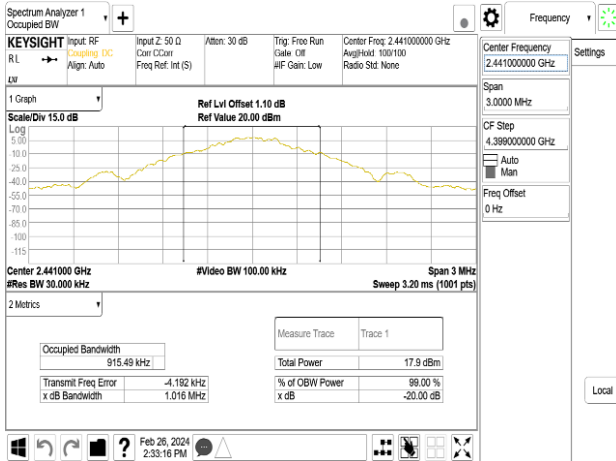 Spectrum Analyzer 1
Occupied BW
+
Frequency
KEYSIGHT
RL
LXI
Input: RF
Coupling: DC
Align: Auto
Input Z: 50 Ω
Corr CCorr
Freq Ref: Int (S)
Atten: 30 dB
Trig: Free Run
Gate: Off
#IF Gain: Low
Center Freq: 2.441000000 GHz
Avg|Hold: 100/100
Radio Std: None
Center Frequency
2.441000000 GHz
Settings
Span
3.0000 MHz
CF Step
4.399000000 GHz
Auto
Man
Freq Offset
0 Hz
Local
1 Graph
Scale/Div 15.0 dB
Ref Lvl Offset 1.10 dB
Ref Value 20.00 dBm
Log
5.00
-10.0
-25.0
-40.0
-55.0
-70.0
-85.0
-100
-115
Center 2.441000 GHz
#Video BW 100.00 kHz
Span 3 MHz
#Res BW 30.000 kHz
Sweep 3.20 ms (1001 pts)
2 Metrics
Measure Trace
Trace 1
Occupied Bandwidth
915.49 kHz
Total Power
17.9 dBm
Transmit Freq Error
-4.192 kHz
% of OBW Power
99.00 %
x dB Bandwidth
1.016 MHz
x dB
-20.00 dB
?
Feb 26, 2024
2:33:16 PM